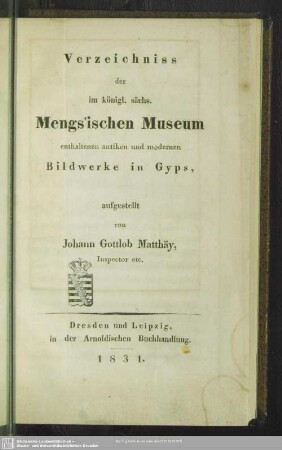 Verzeichniss
der
im königl. sächs.
Mengs'ischen Museum
enthaltenen antiken und modernen
Bildwerke in Gyps,
aufgestellt
von
Johann Gottlob Matthäy,
Inspector etc.
Dresden und Leipzig,
in der Arnoldischen Buchhandlung.
1831.